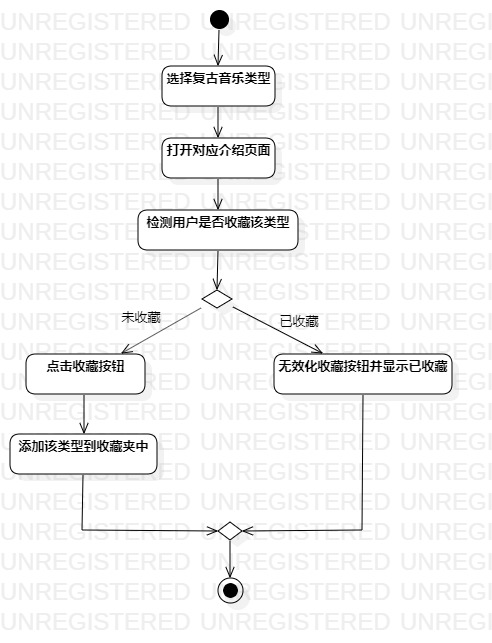 选择复古音乐类型
打开对应介绍页面
检测用户是否收藏该类型
未收藏
已收藏
点击收藏按钮
无效化收藏按钮并显示已收藏
添加该类型到收藏夹中
UNREGISTERED